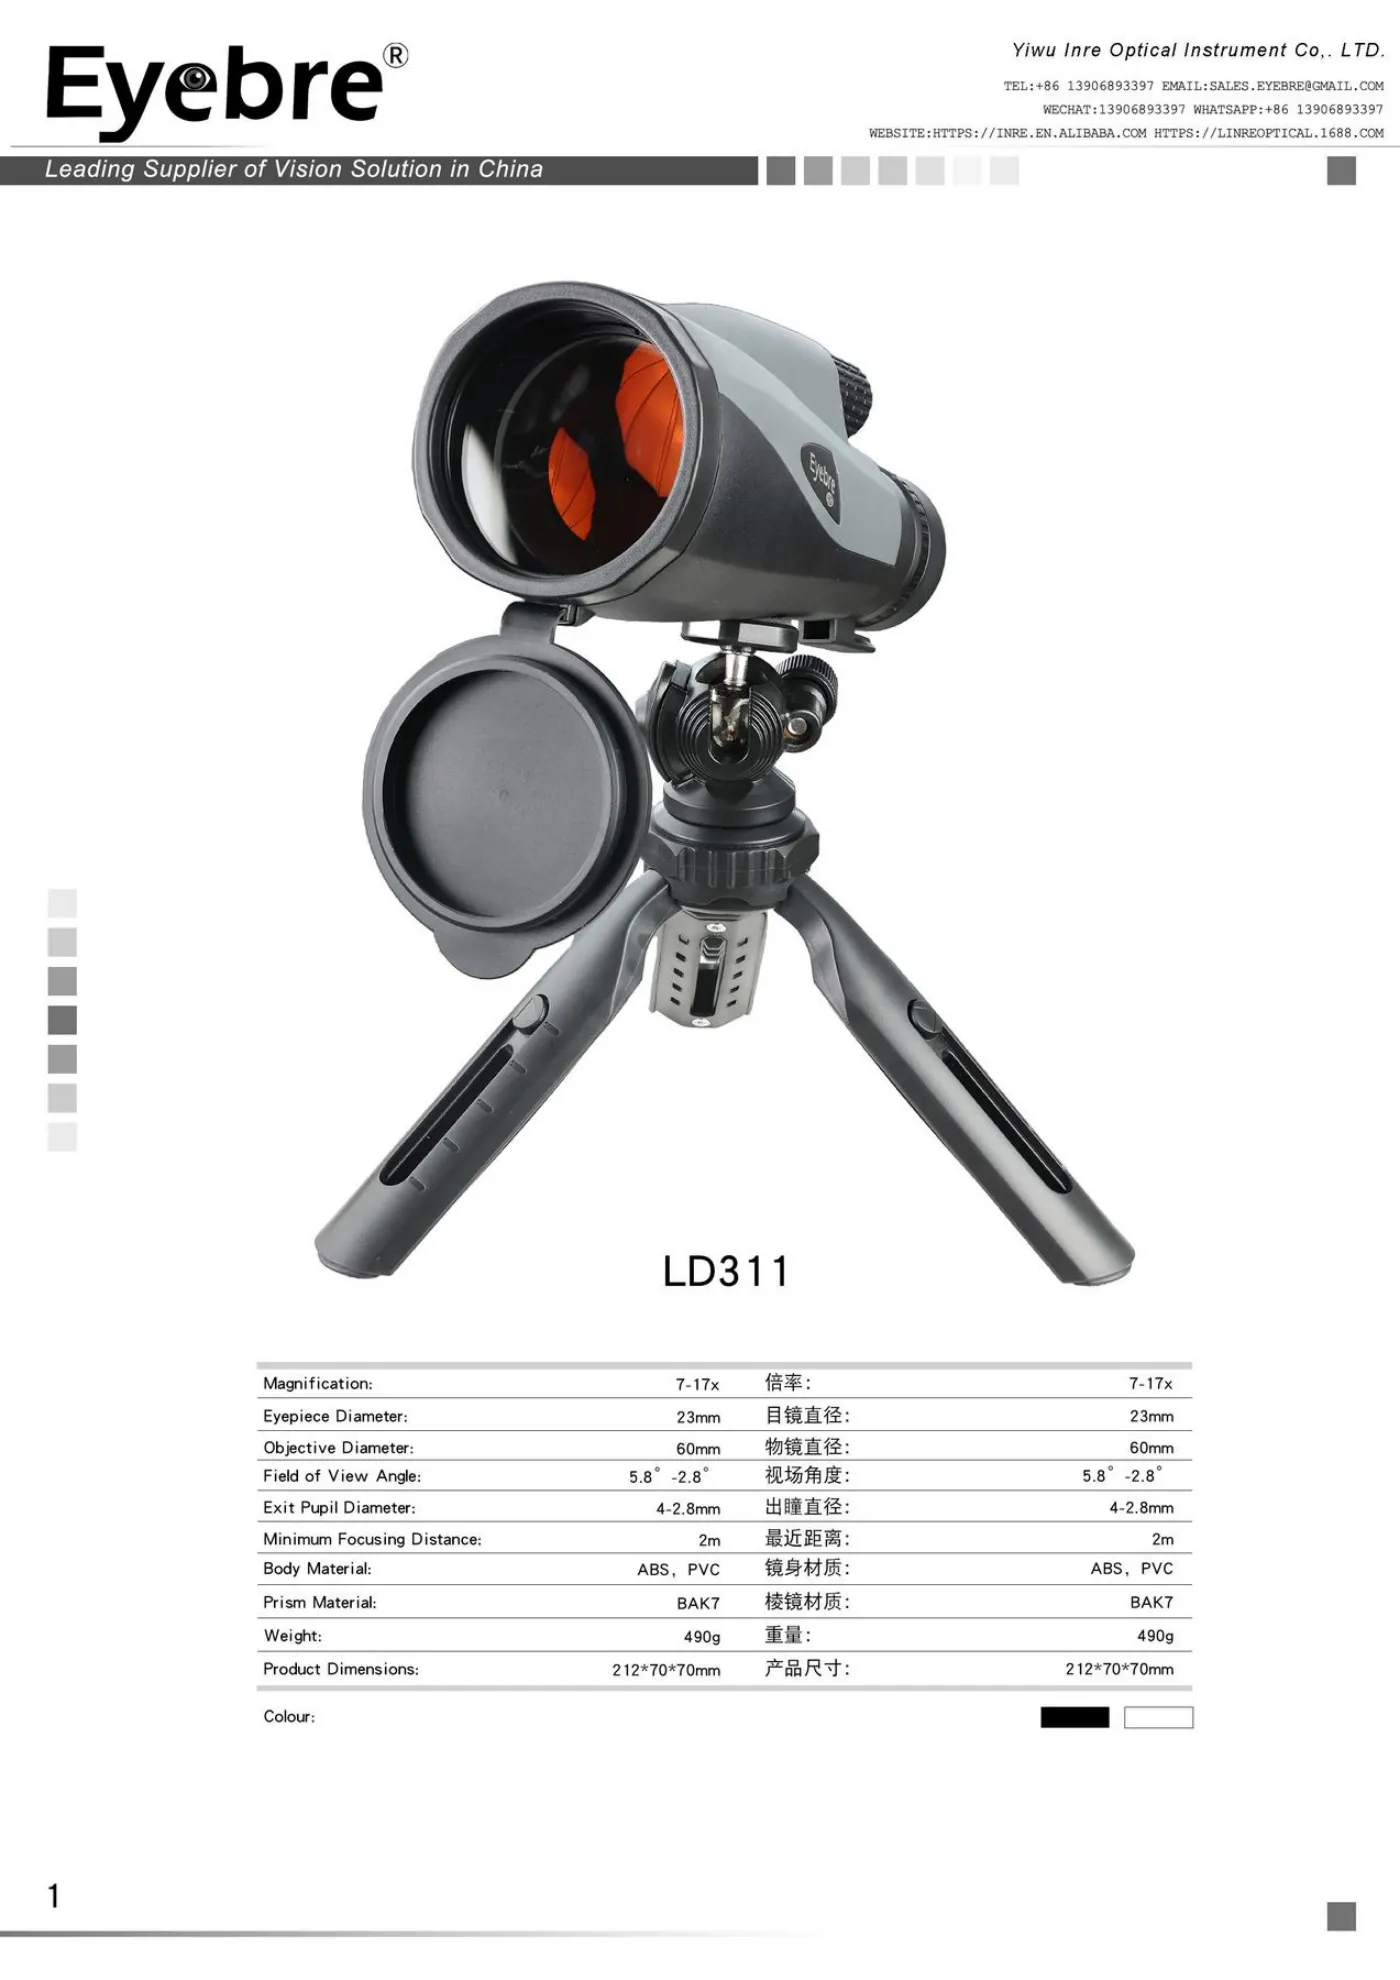 Eyebre®
Yiwu Inre Optical Instrument Co,. LTD.
TEL:+86 13906893397 EMAIL:SALES.EYEBRE@GMAIL.COM
WECHAT:13906893397 WHATSAPP:+86 13906893397
WEBSITE:HTTPS://INRE.EN.ALIBABA.COM HTTPS://LINREOPTICAL.1688.COM
Leading Supplier of Vision Solution in China
Eyebre®
LD311
Magnification: 7-17x 倍率: 7-17x
Eyepiece Diameter: 23mm 目镜直径: 23mm
Objective Diameter: 60mm 物镜直径: 60mm
Field of View Angle: 5.8° -2.8° 视场角度: 5.8° -2.8°
Exit Pupil Diameter: 4-2.8mm 出瞳直径: 4-2.8mm
Minimum Focusing Distance: 2m 最近距离: 2m
Body Material: ABS, PVC 镜身材质: ABS, PVC
Prism Material: BAK7 棱镜材质: BAK7
Weight: 490g 重量: 490g
Product Dimensions: 212*70*70mm 产品尺寸: 212*70*70mm
Colour:
1